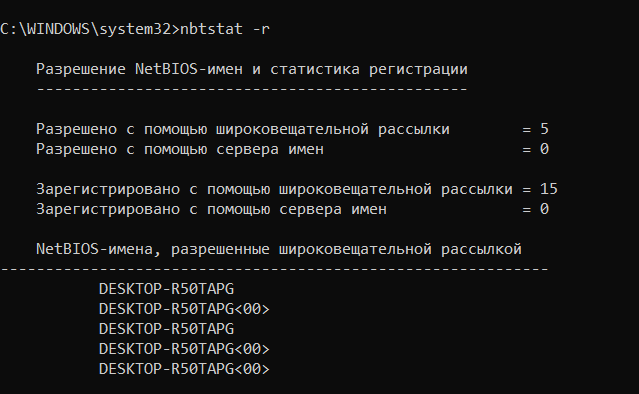 C:\WINDOWS\system32>nbtstat -r
Разрешение NetBIOS-имен и статистика регистрации
------------------------------------------------
Разрешено с помощью широковещательной рассылки = 5
Разрешено с помощью сервера имен = 0
Зарегистрировано с помощью широковещательной рассылки = 15
Зарегистрировано с помощью сервера имен = 0
NetBIOS-имена, разрешенные широковещательной рассылкой
-------------------------------------------------------------
DESKTOP-R50TAPG
DESKTOP-R50TAPG<00>
DESKTOP-R50TAPG
DESKTOP-R50TAPG<00>
DESKTOP-R50TAPG<00>